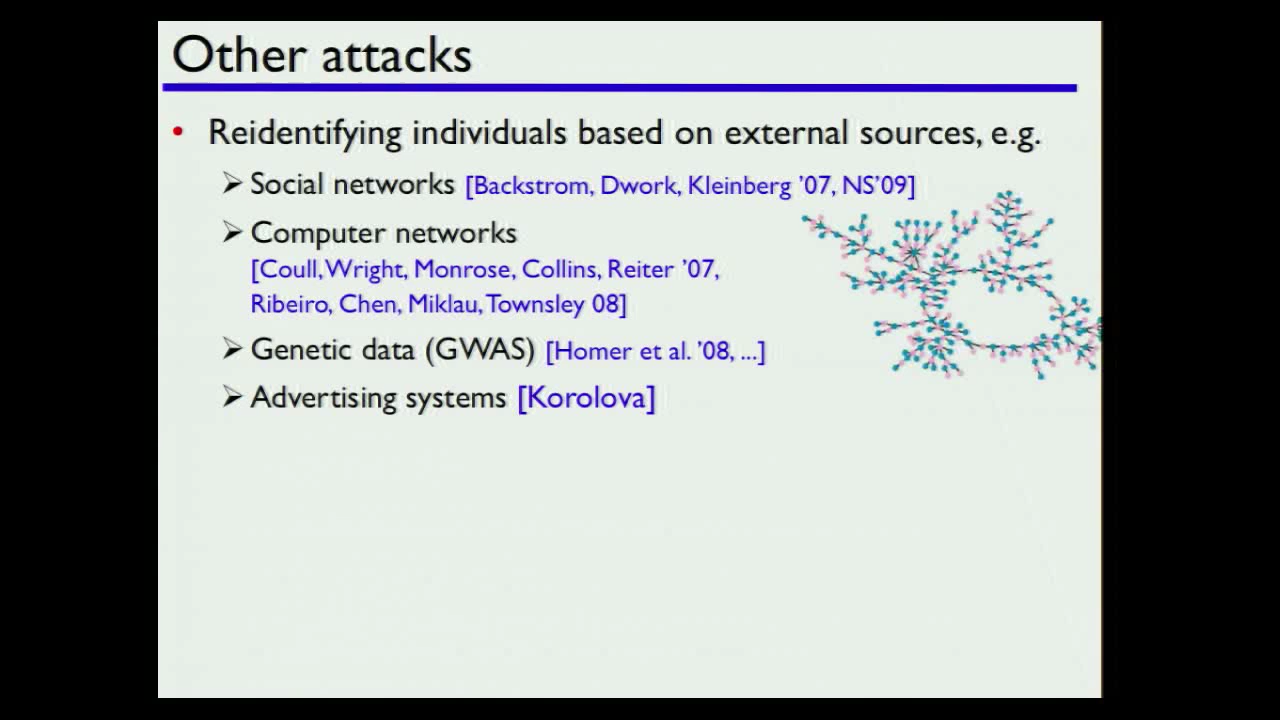 Other attacks
• Reidentifying individuals based on external sources, e.g.
➢ Social networks [Backstrom, Dwork, Kleinberg ’07, NS’09]
➢ Computer networks
[Coull, Wright, Monrose, Collins, Reiter ’07,
Ribeiro, Chen, Miklau, Townsley 08]
➢ Genetic data (GWAS) [Homer et al. ’08, ...]
➢ Advertising systems [Korolova]